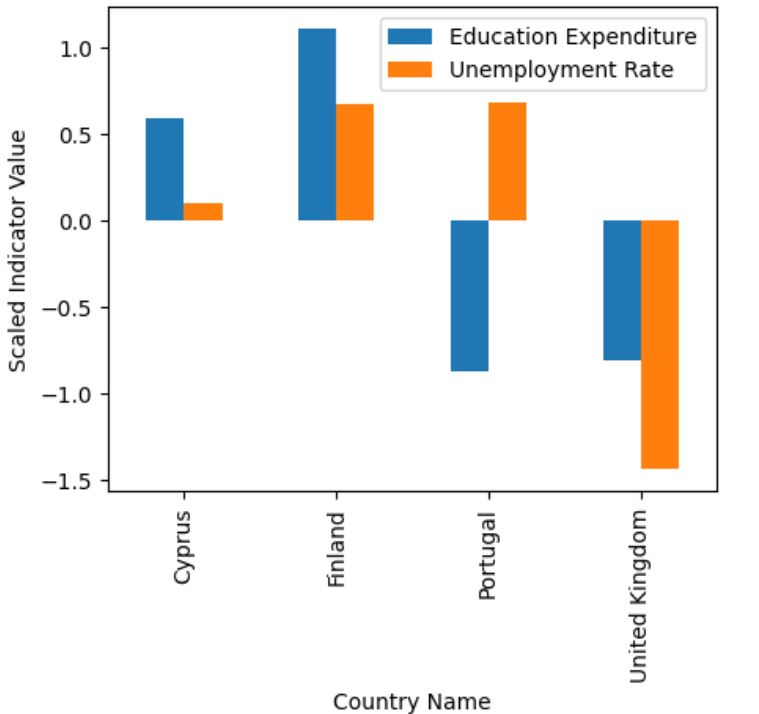 Education Expenditure
Unemployment Rate
1.0
0.5
0.0
−0.5
−1.0
−1.5
Scaled Indicator Value
Cyprus
Finland
Portugal
United Kingdom
Country Name